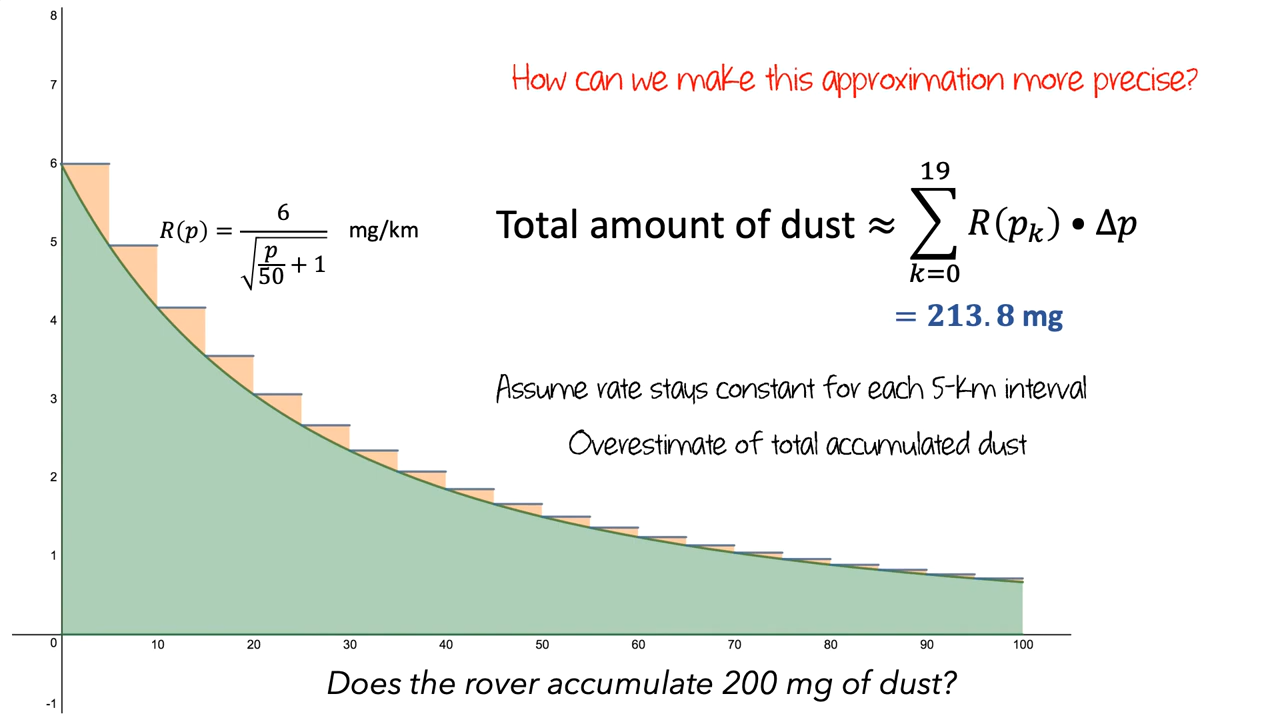 How can we make this approximation more precise?
R(p) = 6 / √(p/50 + 1) mg/km
Total amount of dust ≈ ∑_{k=0}^{19} R(p_k) • Δp
= 213.8 mg
Assume rate stays constant for each 5-km interval
Overestimate of total accumulated dust
8
7
6
5
4
3
2
1
0
-1
10 20 30 40 50 60 70 80 90 100
Does the rover accumulate 200 mg of dust?